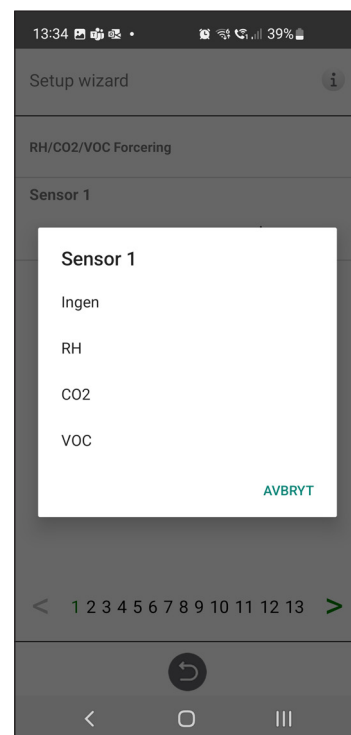 13:34 39%
Setup wizard i
RH/CO2/VOC Forcering
Sensor 1
Sensor 1
Ingen
RH
CO2
VOC
AVBRYT
< 1 2 3 4 5 6 7 8 9 10 11 12 13 >